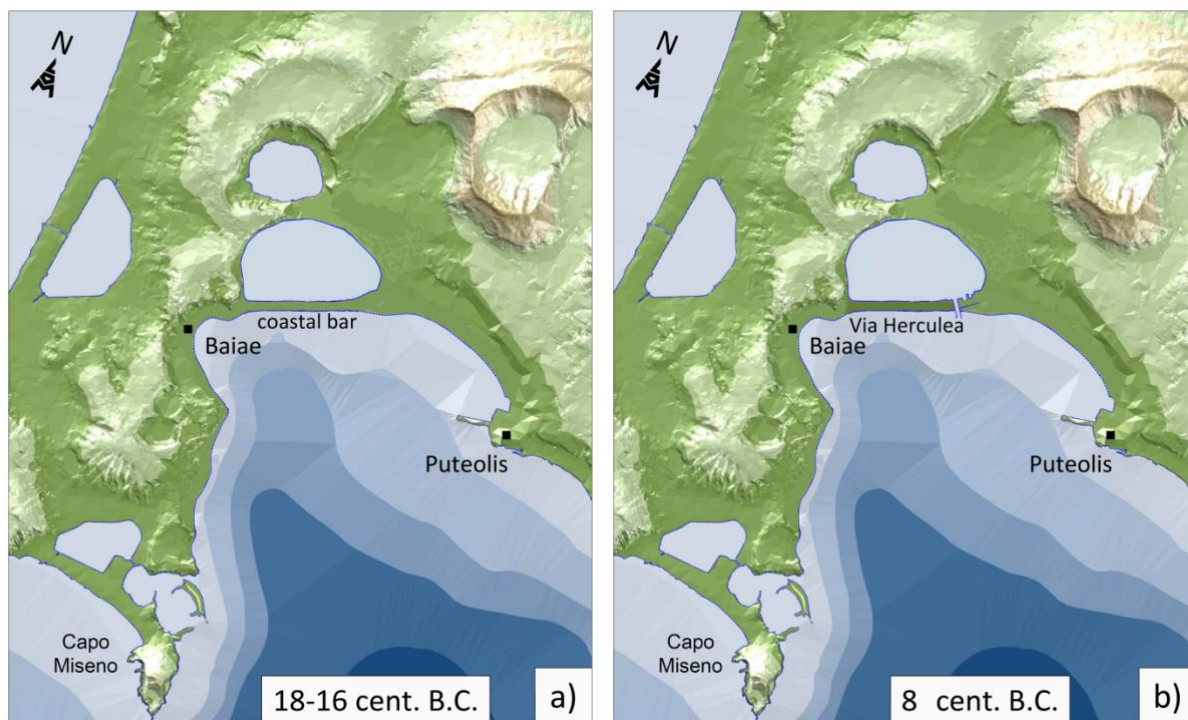 N
coastal bar
Baiae
Puteolis
Capo
Miseno
18-16 cent. B.C.
a)
N
Via Herculea
Baiae
Puteolis
Capo
Miseno
8 cent. B.C.
b)